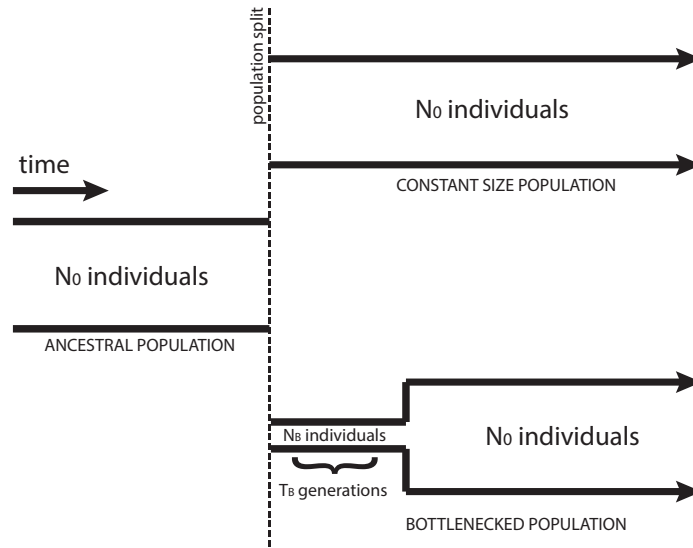 population split
N0 individuals
time
CONSTANT SIZE POPULATION
N0 individuals
ANCESTRAL POPULATION
NB individuals
N0 individuals
TB generations
BOTTLENECKED POPULATION